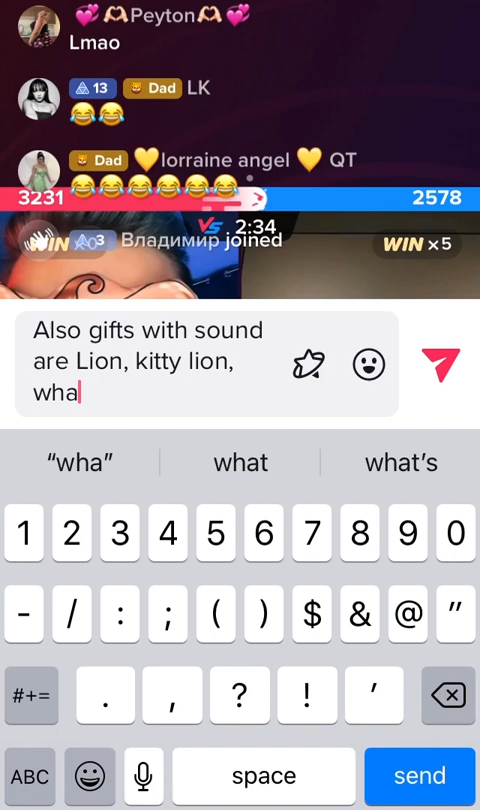 💞🫶🏼Peyton🫶🏼💞
Lmao
13 Dad LK
😂😂
Dad 💛lorraine angel 💛 QT
😂😂😂😂😂😂
3231 2578
VS 2:34
WIN WIN x5
3 Владимир joined
Also gifts with sound
are Lion, kitty lion,
wha
“wha” what what’s
1 2 3 4 5 6 7 8 9 0
- / : ; ( ) $ & @ "
#+= . , ? ! ’
ABC space send